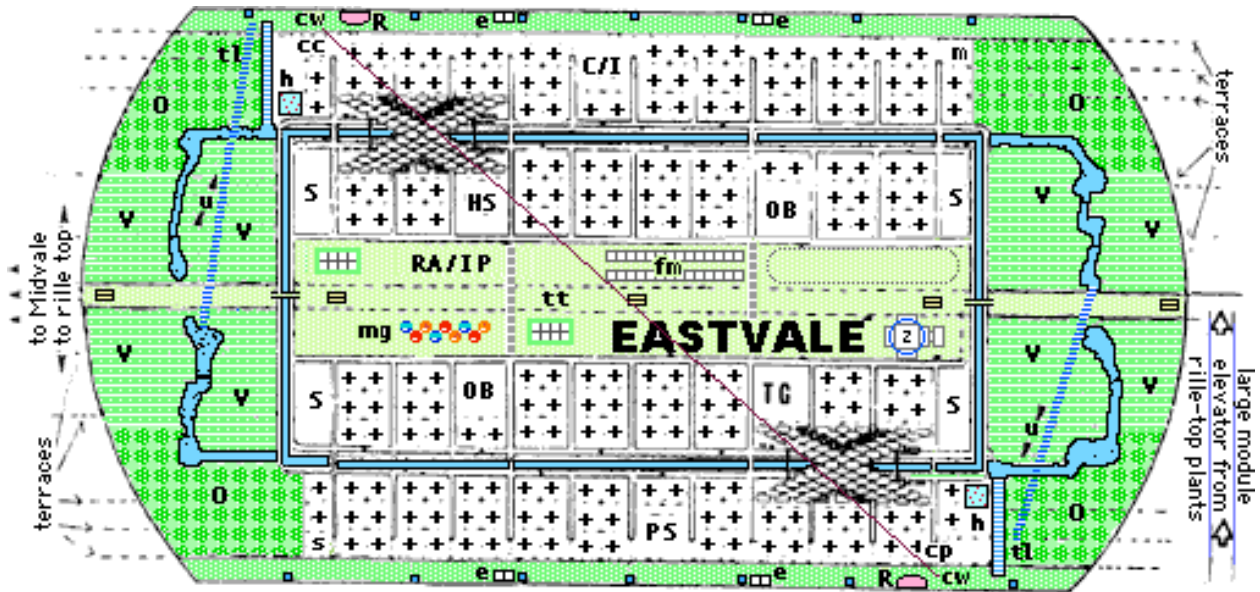 cw R e e
tl cc C/I m
h
O O
terraces
S HS OB S
u
V V V V
to Midvale
to rille top
RA/IP fm
tt
mg EASTVALE Z
V V V V
S OB TG S
u
terraces
large module
elevator from
rille-top plants
O O
h
s PS cp tl
e e R cw